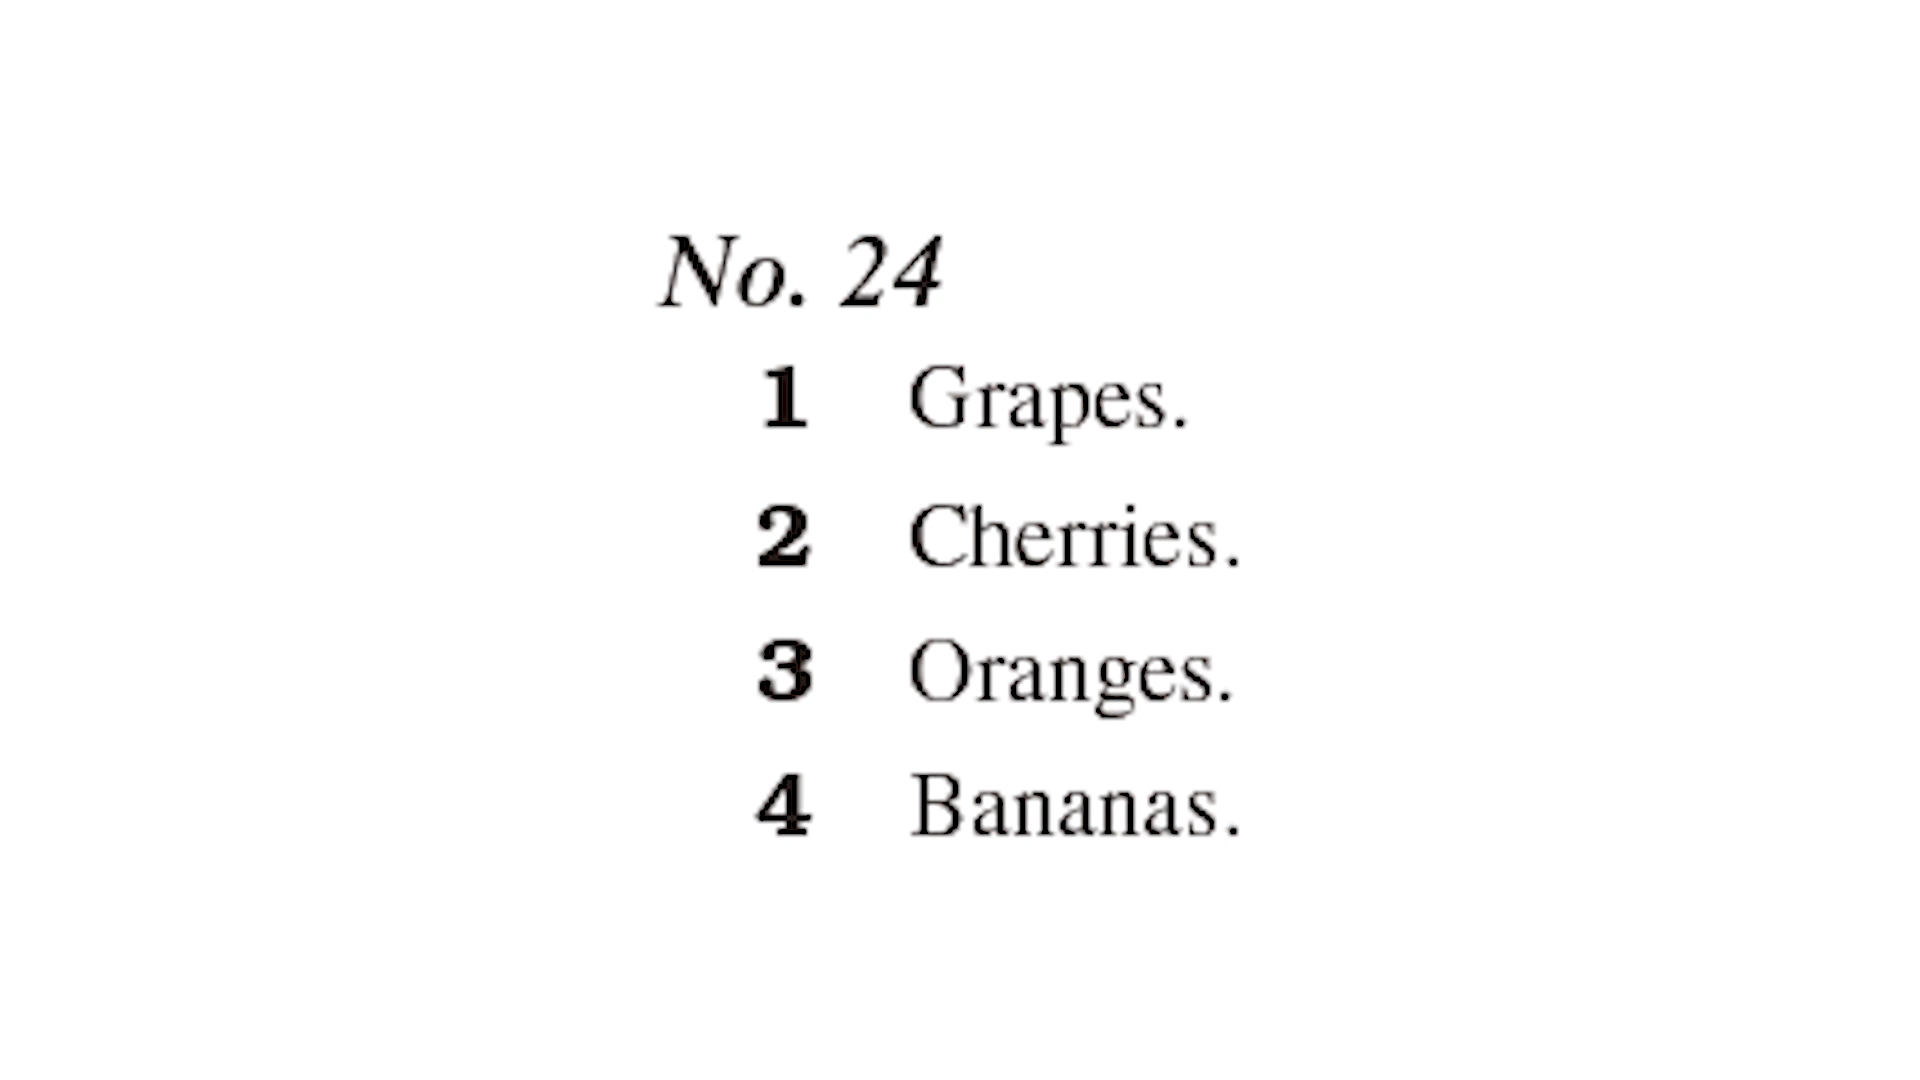 No. 24
1 Grapes.
2 Cherries.
3 Oranges.
4 Bananas.